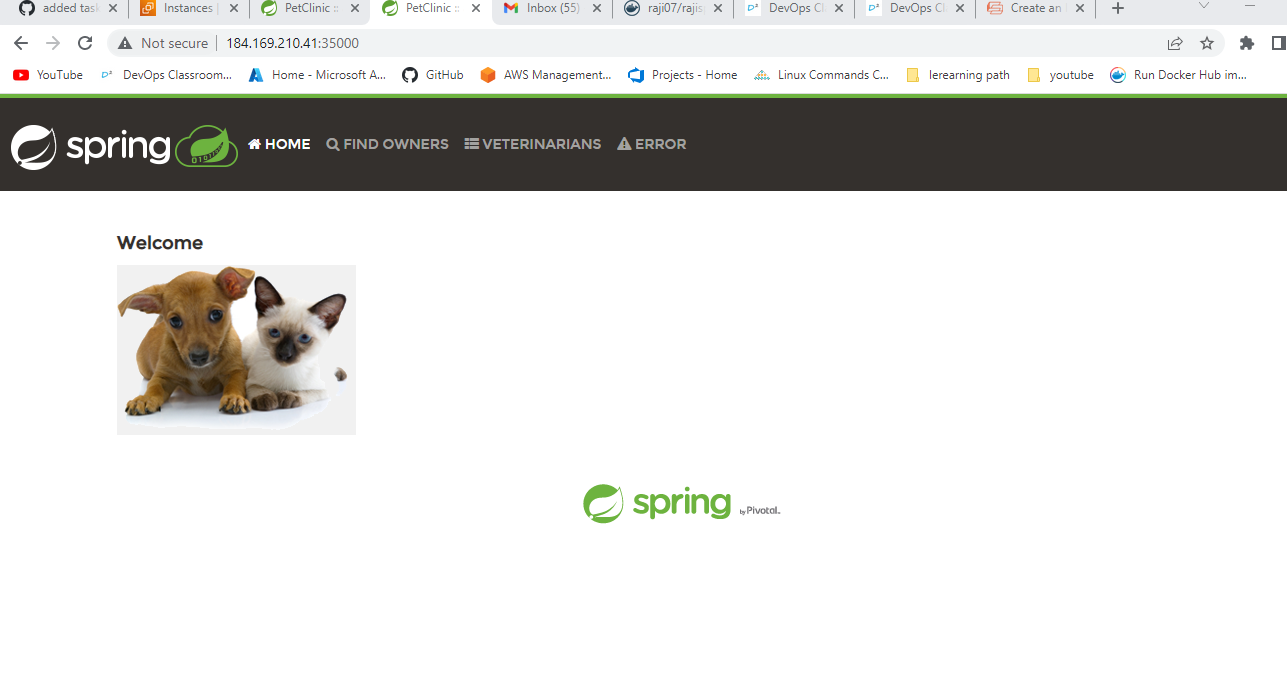 added task
Instances |
PetClinic ::
PetClinic ::
Inbox (55)
raji07/rajis
DevOps Cl
DevOps Cl
Create an
Not secure
184.169.210.41:35000
YouTube
DevOps Classroom...
Home - Microsoft A...
GitHub
AWS Management...
Projects - Home
Linux Commands C...
lerearning path
youtube
Run Docker Hub im...
spring
HOME
FIND OWNERS
VETERINARIANS
ERROR
Welcome
spring by Pivotal.